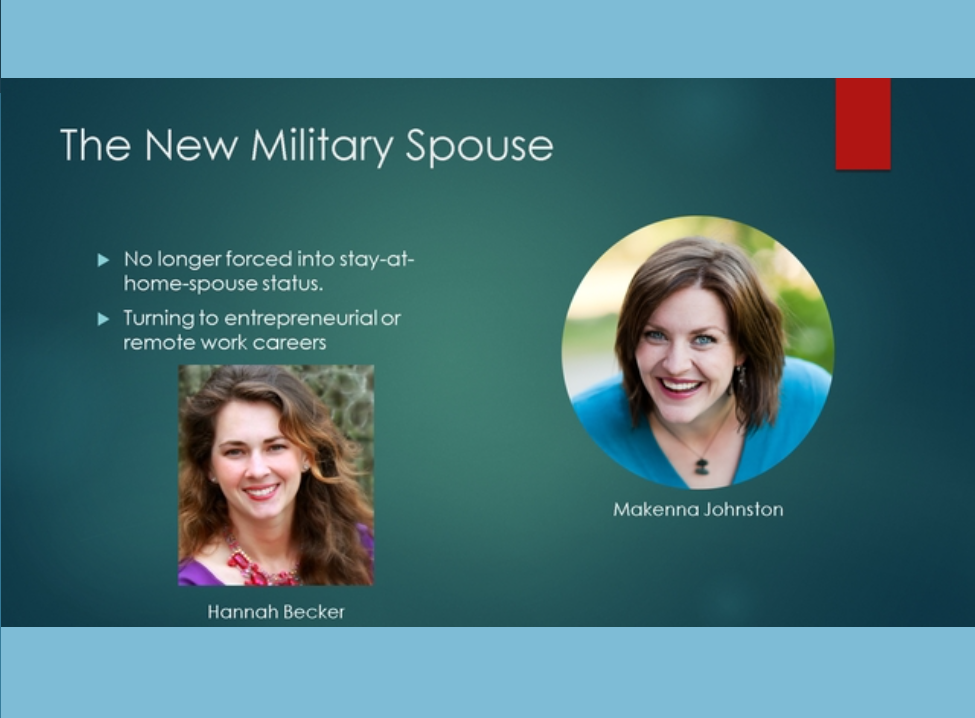 The New Military Spouse
No longer forced into stay-at-
home-spouse status.
Turning to entrepreneurial or
remote work careers
Makenna Johnston
Hannah Becker